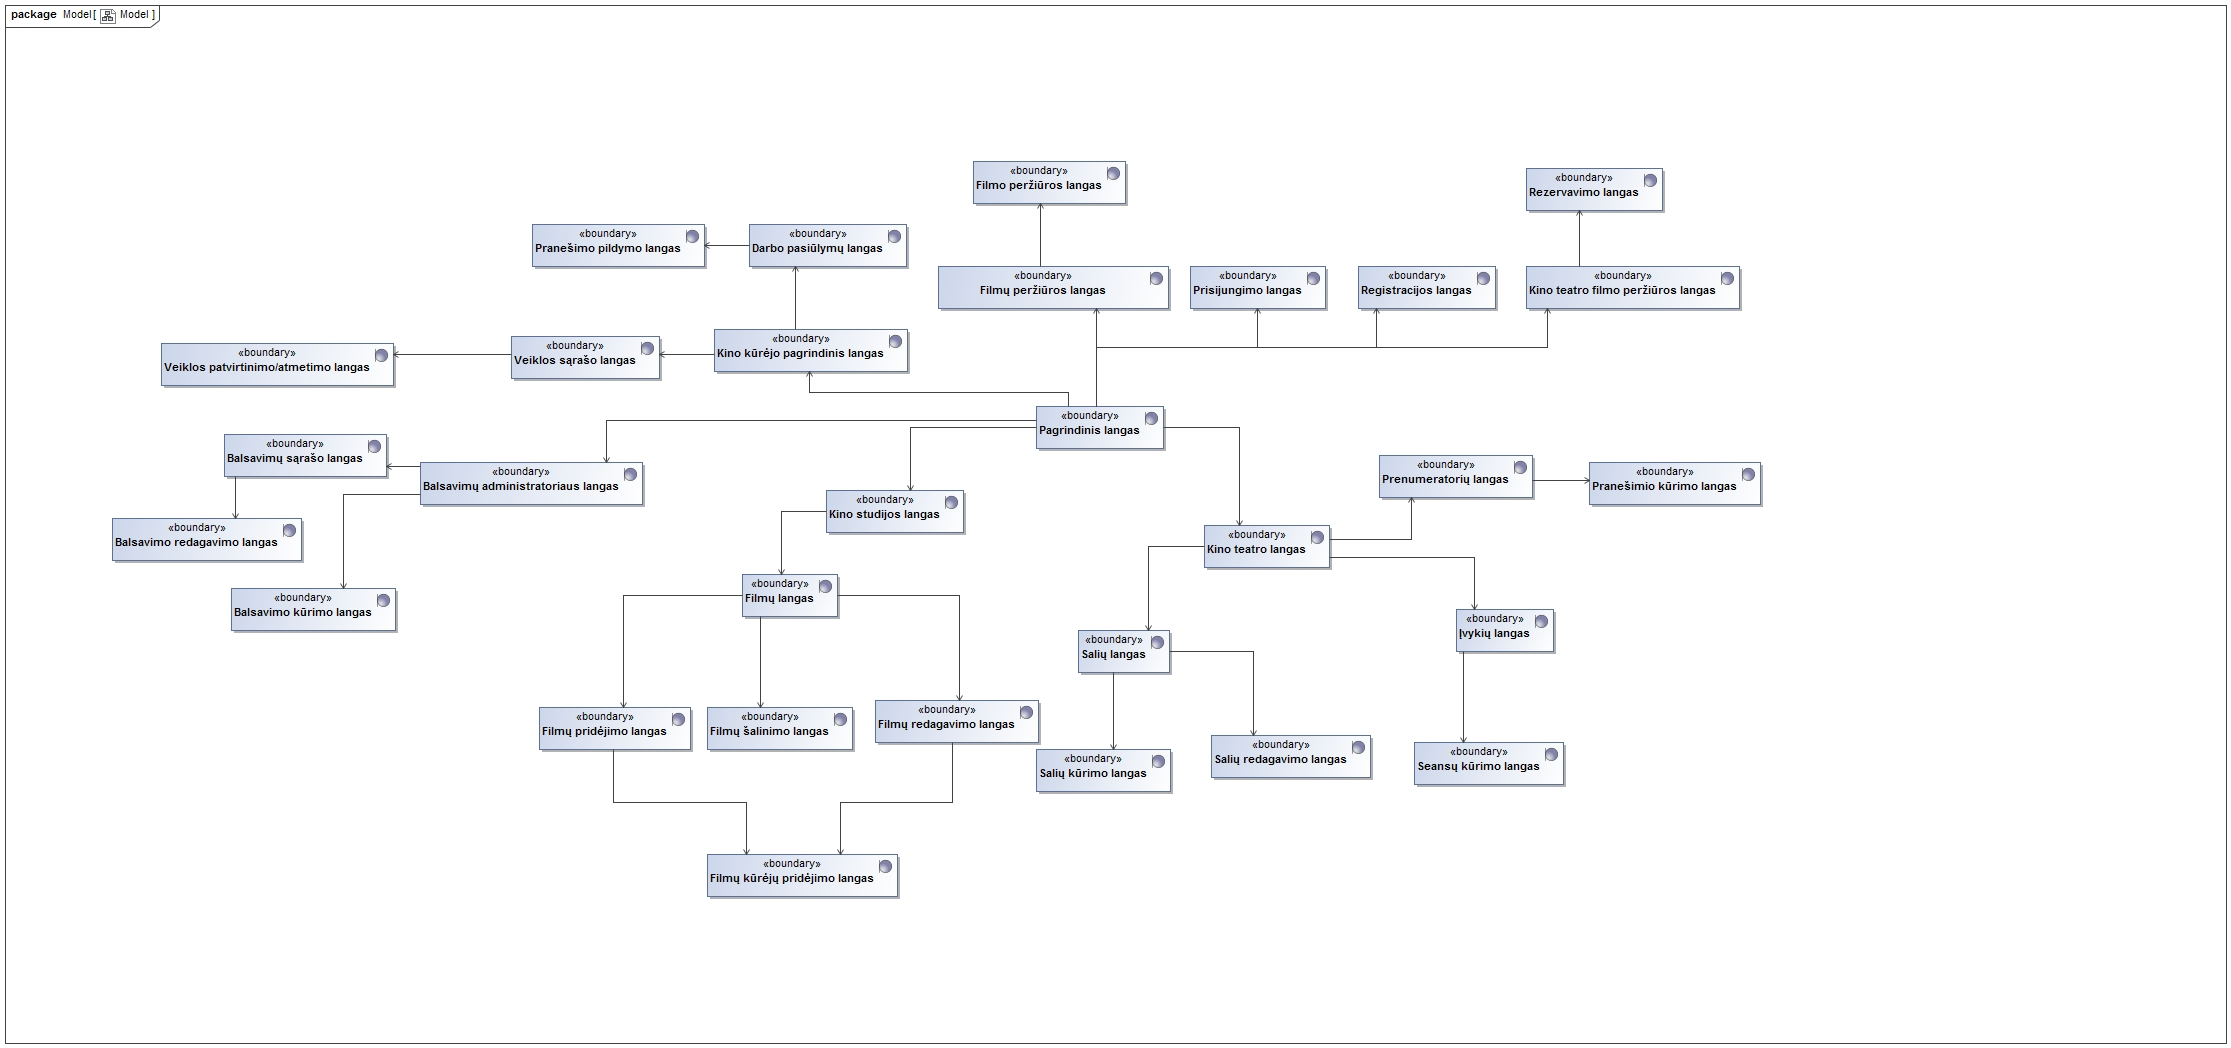 package Model [ Model ]
«boundary»
Filmo peržiūros langas
«boundary»
Rezervavimo langas
«boundary»
Pranešimo pildymo langas
«boundary»
Darbo pasiūlymų langas
«boundary»
Filmų peržiūros langas
«boundary»
Prisijungimo langas
«boundary»
Registracijos langas
«boundary»
Kino teatro filmo peržiūros langas
«boundary»
Veiklos patvirtinimo/atmetimo langas
«boundary»
Veiklos sąrašo langas
«boundary»
Kino kūrėjo pagrindinis langas
«boundary»
Pagrindinis langas
«boundary»
Balsavimų sąrašo langas
«boundary»
Balsavimų administratoriaus langas
«boundary»
Prenumeratorių langas
«boundary»
Pranešimio kūrimo langas
«boundary»
Kino studijos langas
«boundary»
Balsavimo redagavimo langas
«boundary»
Kino teatro langas
«boundary»
Filmų langas
«boundary»
Balsavimo kūrimo langas
«boundary»
Įvykių langas
«boundary»
Salių langas
«boundary»
Filmų pridėjimo langas
«boundary»
Filmų šalinimo langas
«boundary»
Filmų redagavimo langas
«boundary»
Salių kūrimo langas
«boundary»
Salių redagavimo langas
«boundary»
Seansų kūrimo langas
«boundary»
Filmų kūrėjų pridėjimo langas